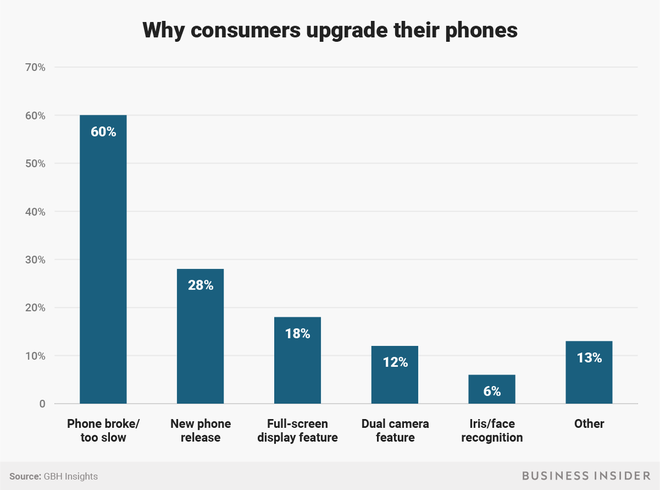 Why consumers upgrade their phones
70%
60%
50%
40%
30%
20%
10%
0
60%
28%
18%
12%
6%
13%
Phone broke/
too slow
New phone
release
Full-screen
display feature
Dual camera
feature
Iris/face
recognition
Other
Source: GBH Insights
BUSINESS INSIDER